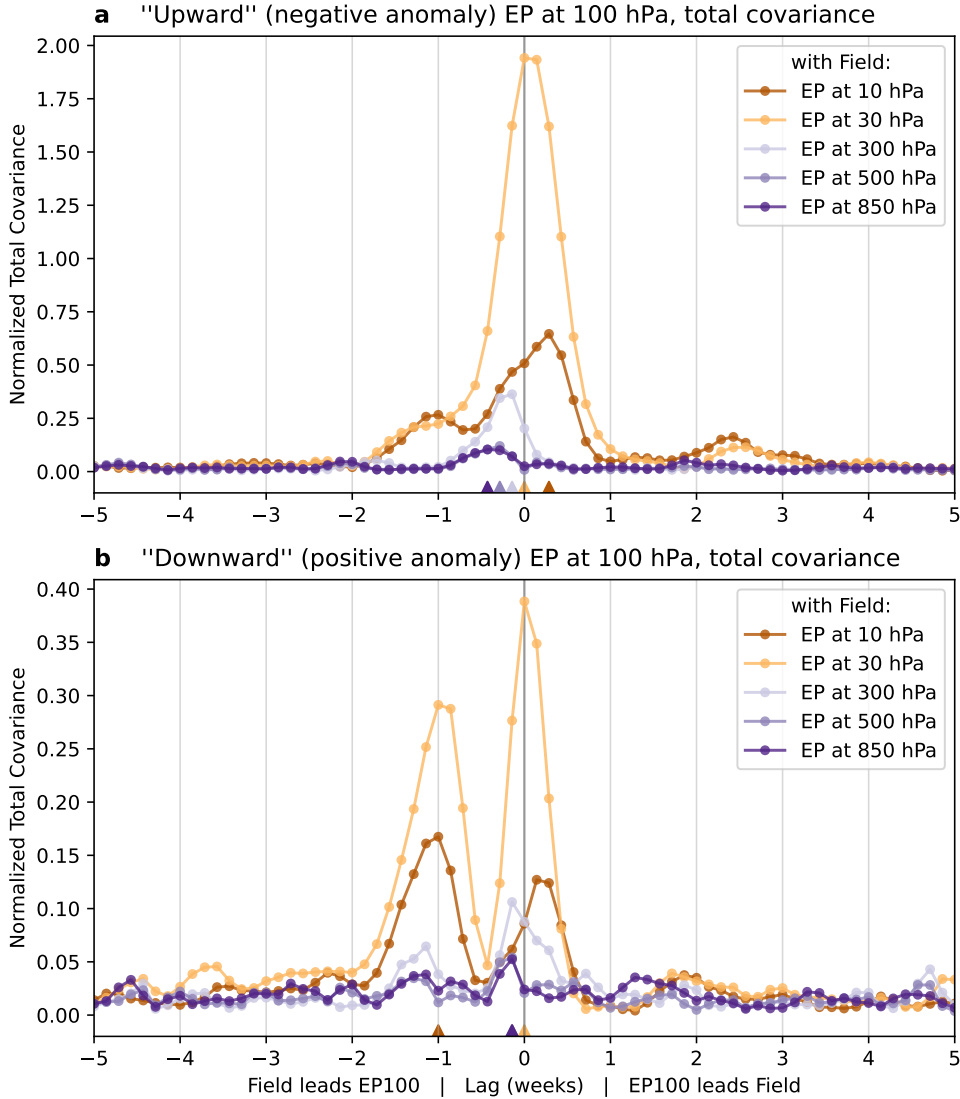 a ''Upward'' (negative anomaly) EP at 100 hPa, total covariance
2.00
1.75
1.50
1.25
1.00
0.75
0.50
0.25
0.00
Normalized Total Covariance
with Field:
EP at 10 hPa
EP at 30 hPa
EP at 300 hPa
EP at 500 hPa
EP at 850 hPa
−5 −4 −3 −2 −1 0 1 2 3 4 5
b ''Downward'' (positive anomaly) EP at 100 hPa, total covariance
0.40
0.35
0.30
0.25
0.20
0.15
0.10
0.05
0.00
Normalized Total Covariance
with Field:
EP at 10 hPa
EP at 30 hPa
EP at 300 hPa
EP at 500 hPa
EP at 850 hPa
−5 −4 −3 −2 −1 0 1 2 3 4 5
Field leads EP100 | Lag (weeks) | EP100 leads Field